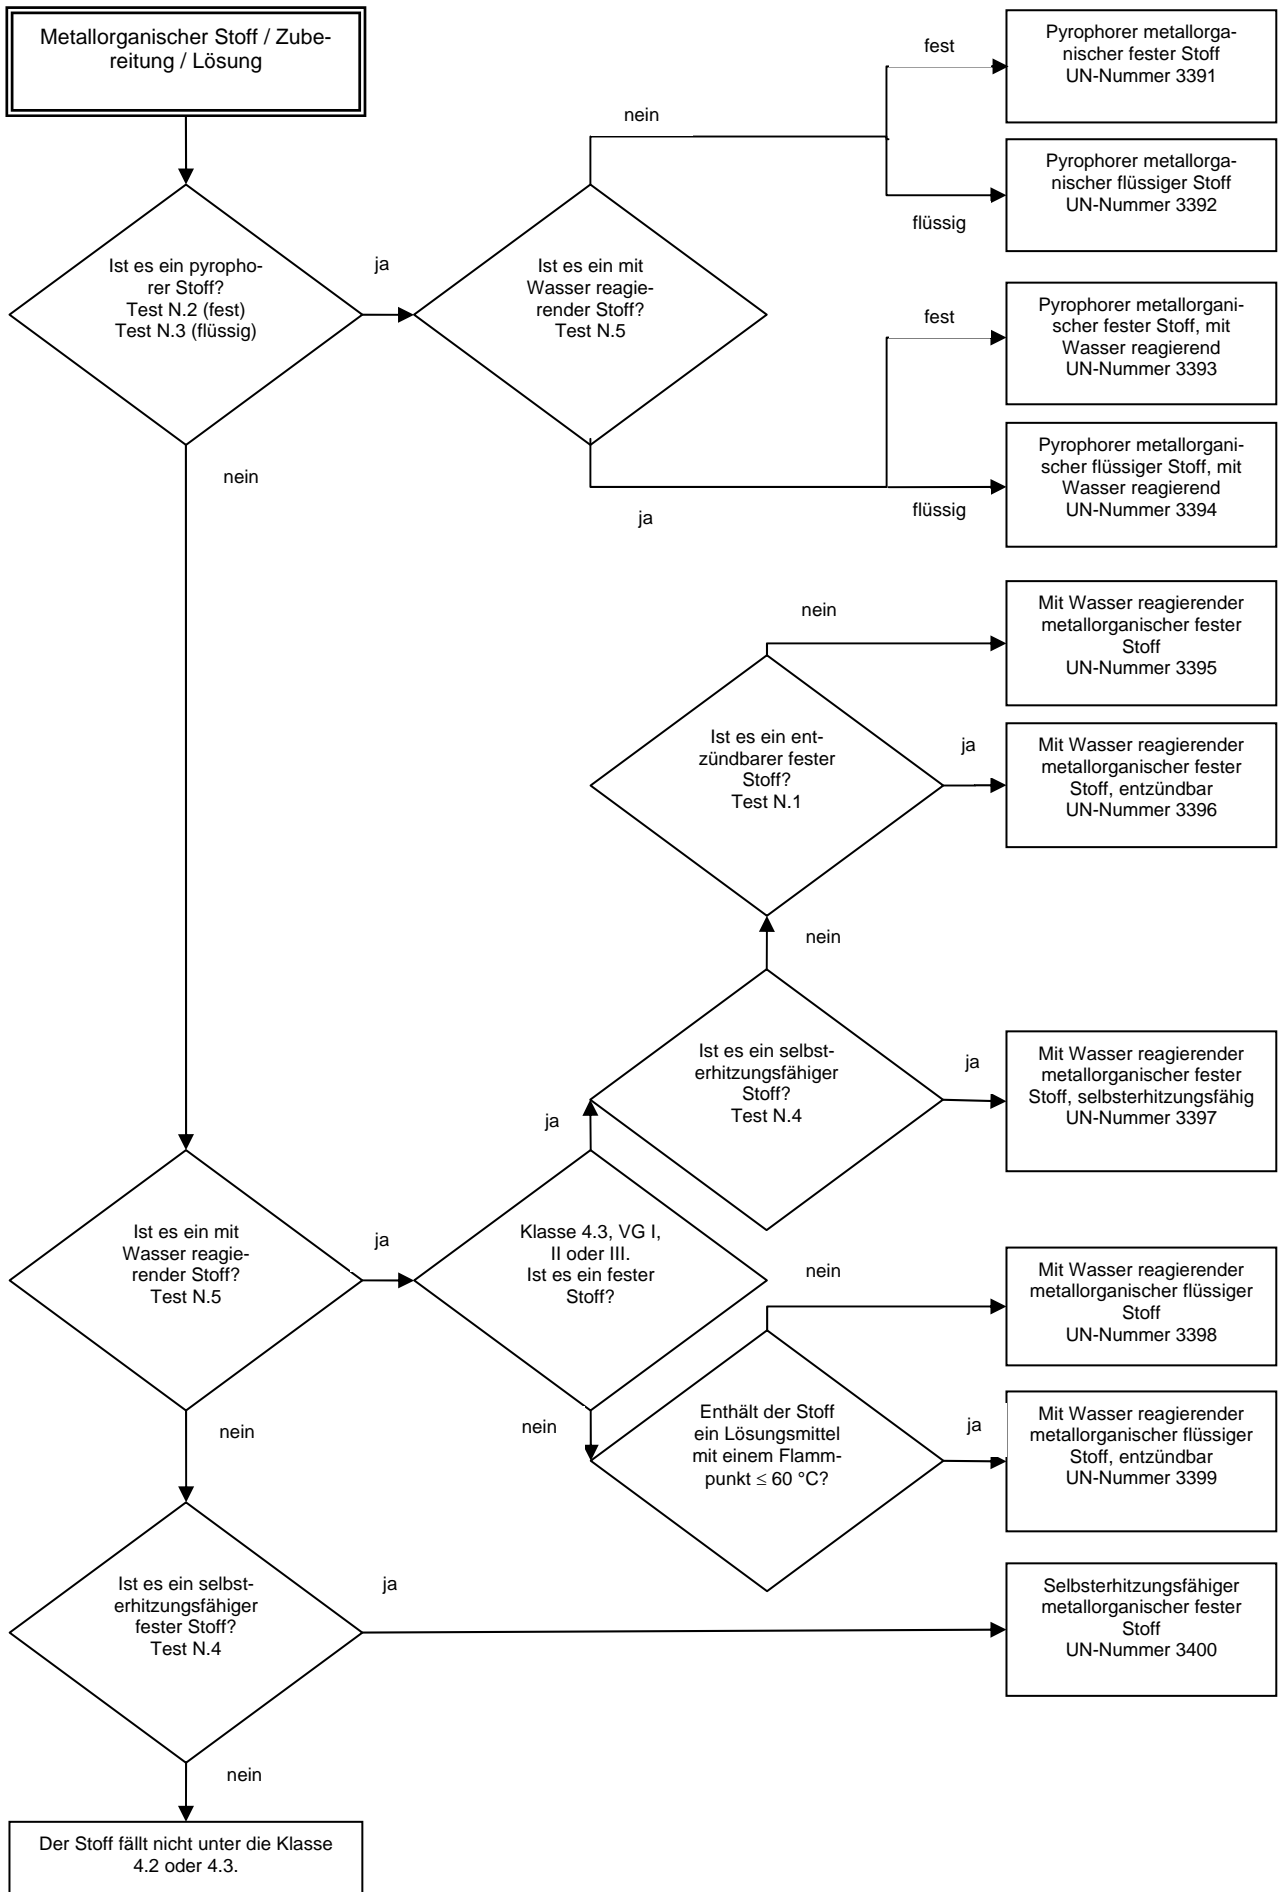 Metallorganischer Stoff / Zube-
reitung / Lösung
fest
Pyrophorer metallorga-
nischer fester Stoff
UN-Nummer 3391
nein
Pyrophorer metallorga-
nischer flüssiger Stoff
UN-Nummer 3392
flüssig
Ist es ein pyropho-
rer Stoff?
Test N.2 (fest)
Test N.3 (flüssig)
ja
Ist es ein mit
Wasser reagie-
render Stoff?
Test N.5
fest
Pyrophorer metallorgani-
scher fester Stoff, mit
Wasser reagierend
UN-Nummer 3393
nein
ja
flüssig
Pyrophorer metallorgani-
scher flüssiger Stoff, mit
Wasser reagierend
UN-Nummer 3394
nein
Mit Wasser reagierender
metallorganischer fester
Stoff
UN-Nummer 3395
Ist es ein ent-
zündbarer fester
Stoff?
Test N.1
ja
Mit Wasser reagierender
metallorganischer fester
Stoff, entzündbar
UN-Nummer 3396
nein
Ist es ein selbst-
erhitzungsfähiger
Stoff?
Test N.4
ja
Mit Wasser reagierender
metallorganischer fester
Stoff, selbsterhitzungsfähig
UN-Nummer 3397
ja
Ist es ein mit
Wasser reagie-
render Stoff?
Test N.5
ja
Klasse 4.3, VG I,
II oder III.
Ist es ein fester
Stoff?
nein
Mit Wasser reagierender
metallorganischer flüssiger
Stoff
UN-Nummer 3398
nein
nein
Enthält der Stoff
ein Lösungsmittel
mit einem Flamm-
punkt ≤ 60 °C?
ja
Mit Wasser reagierender
metallorganischer flüssiger
Stoff, entzündbar
UN-Nummer 3399
Ist es ein selbst-
erhitzungsfähiger
fester Stoff?
Test N.4
ja
Selbsterhitzungsfähiger
metallorganischer fester
Stoff
UN-Nummer 3400
nein
Der Stoff fällt nicht unter die Klasse
4.2 oder 4.3.